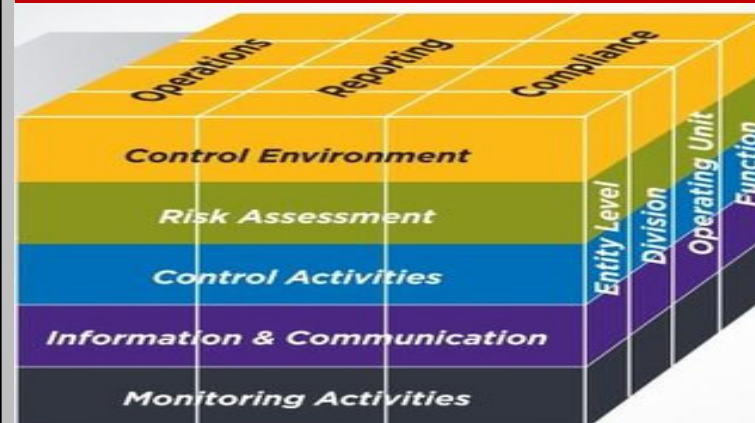 Operations
Reporting
Compliance
Control Environment
Risk Assessment
Control Activities
Information & Communication
Monitoring Activities
Entity Level
Division
Operating Unit
Function